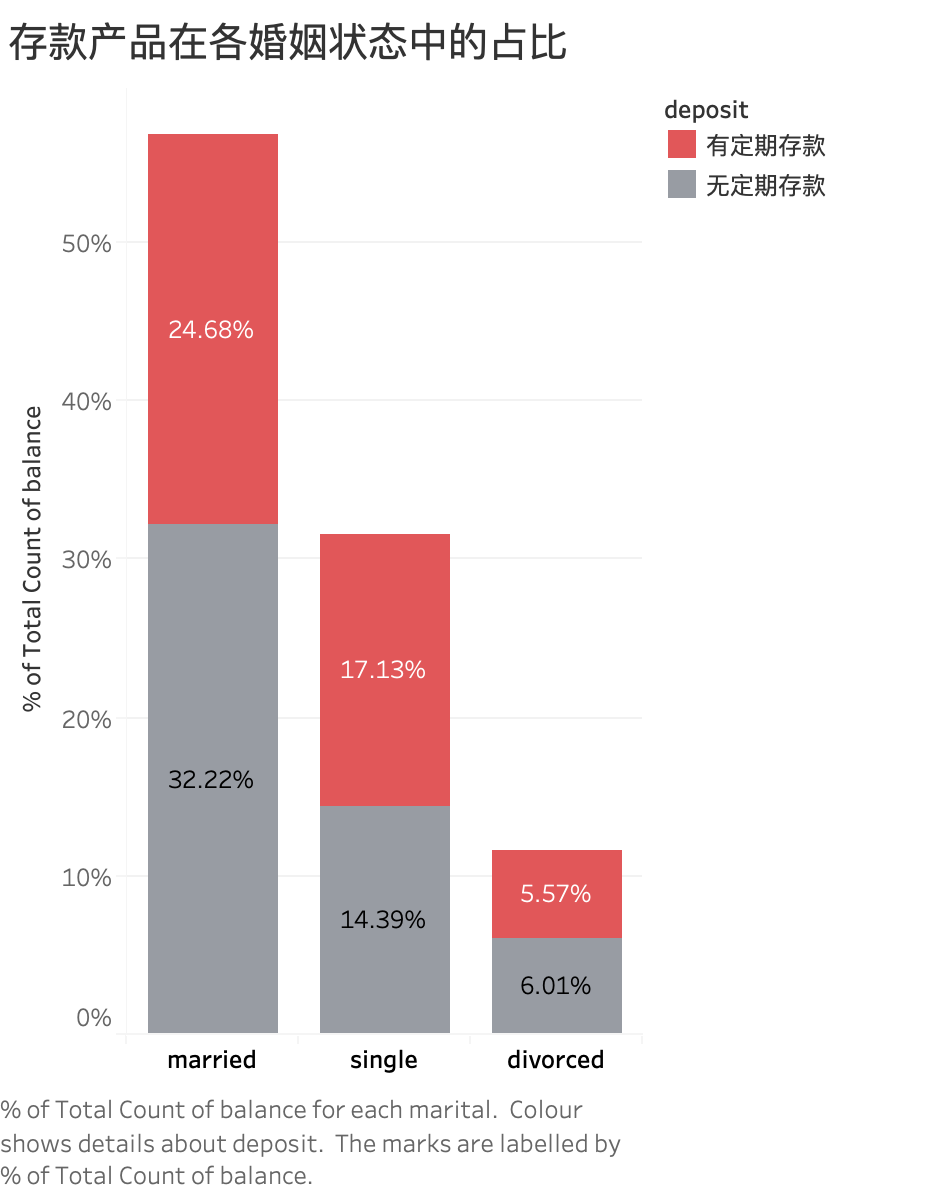 存款产品在各婚姻状态中的占比
deposit
有定期存款
无定期存款
% of Total Count of balance
50%
40%
30%
20%
10%
0%
24.68%
32.22%
17.13%
14.39%
5.57%
6.01%
married
single
divorced
% of Total Count of balance for each marital.  Colour
shows details about deposit.  The marks are labelled by
% of Total Count of balance.